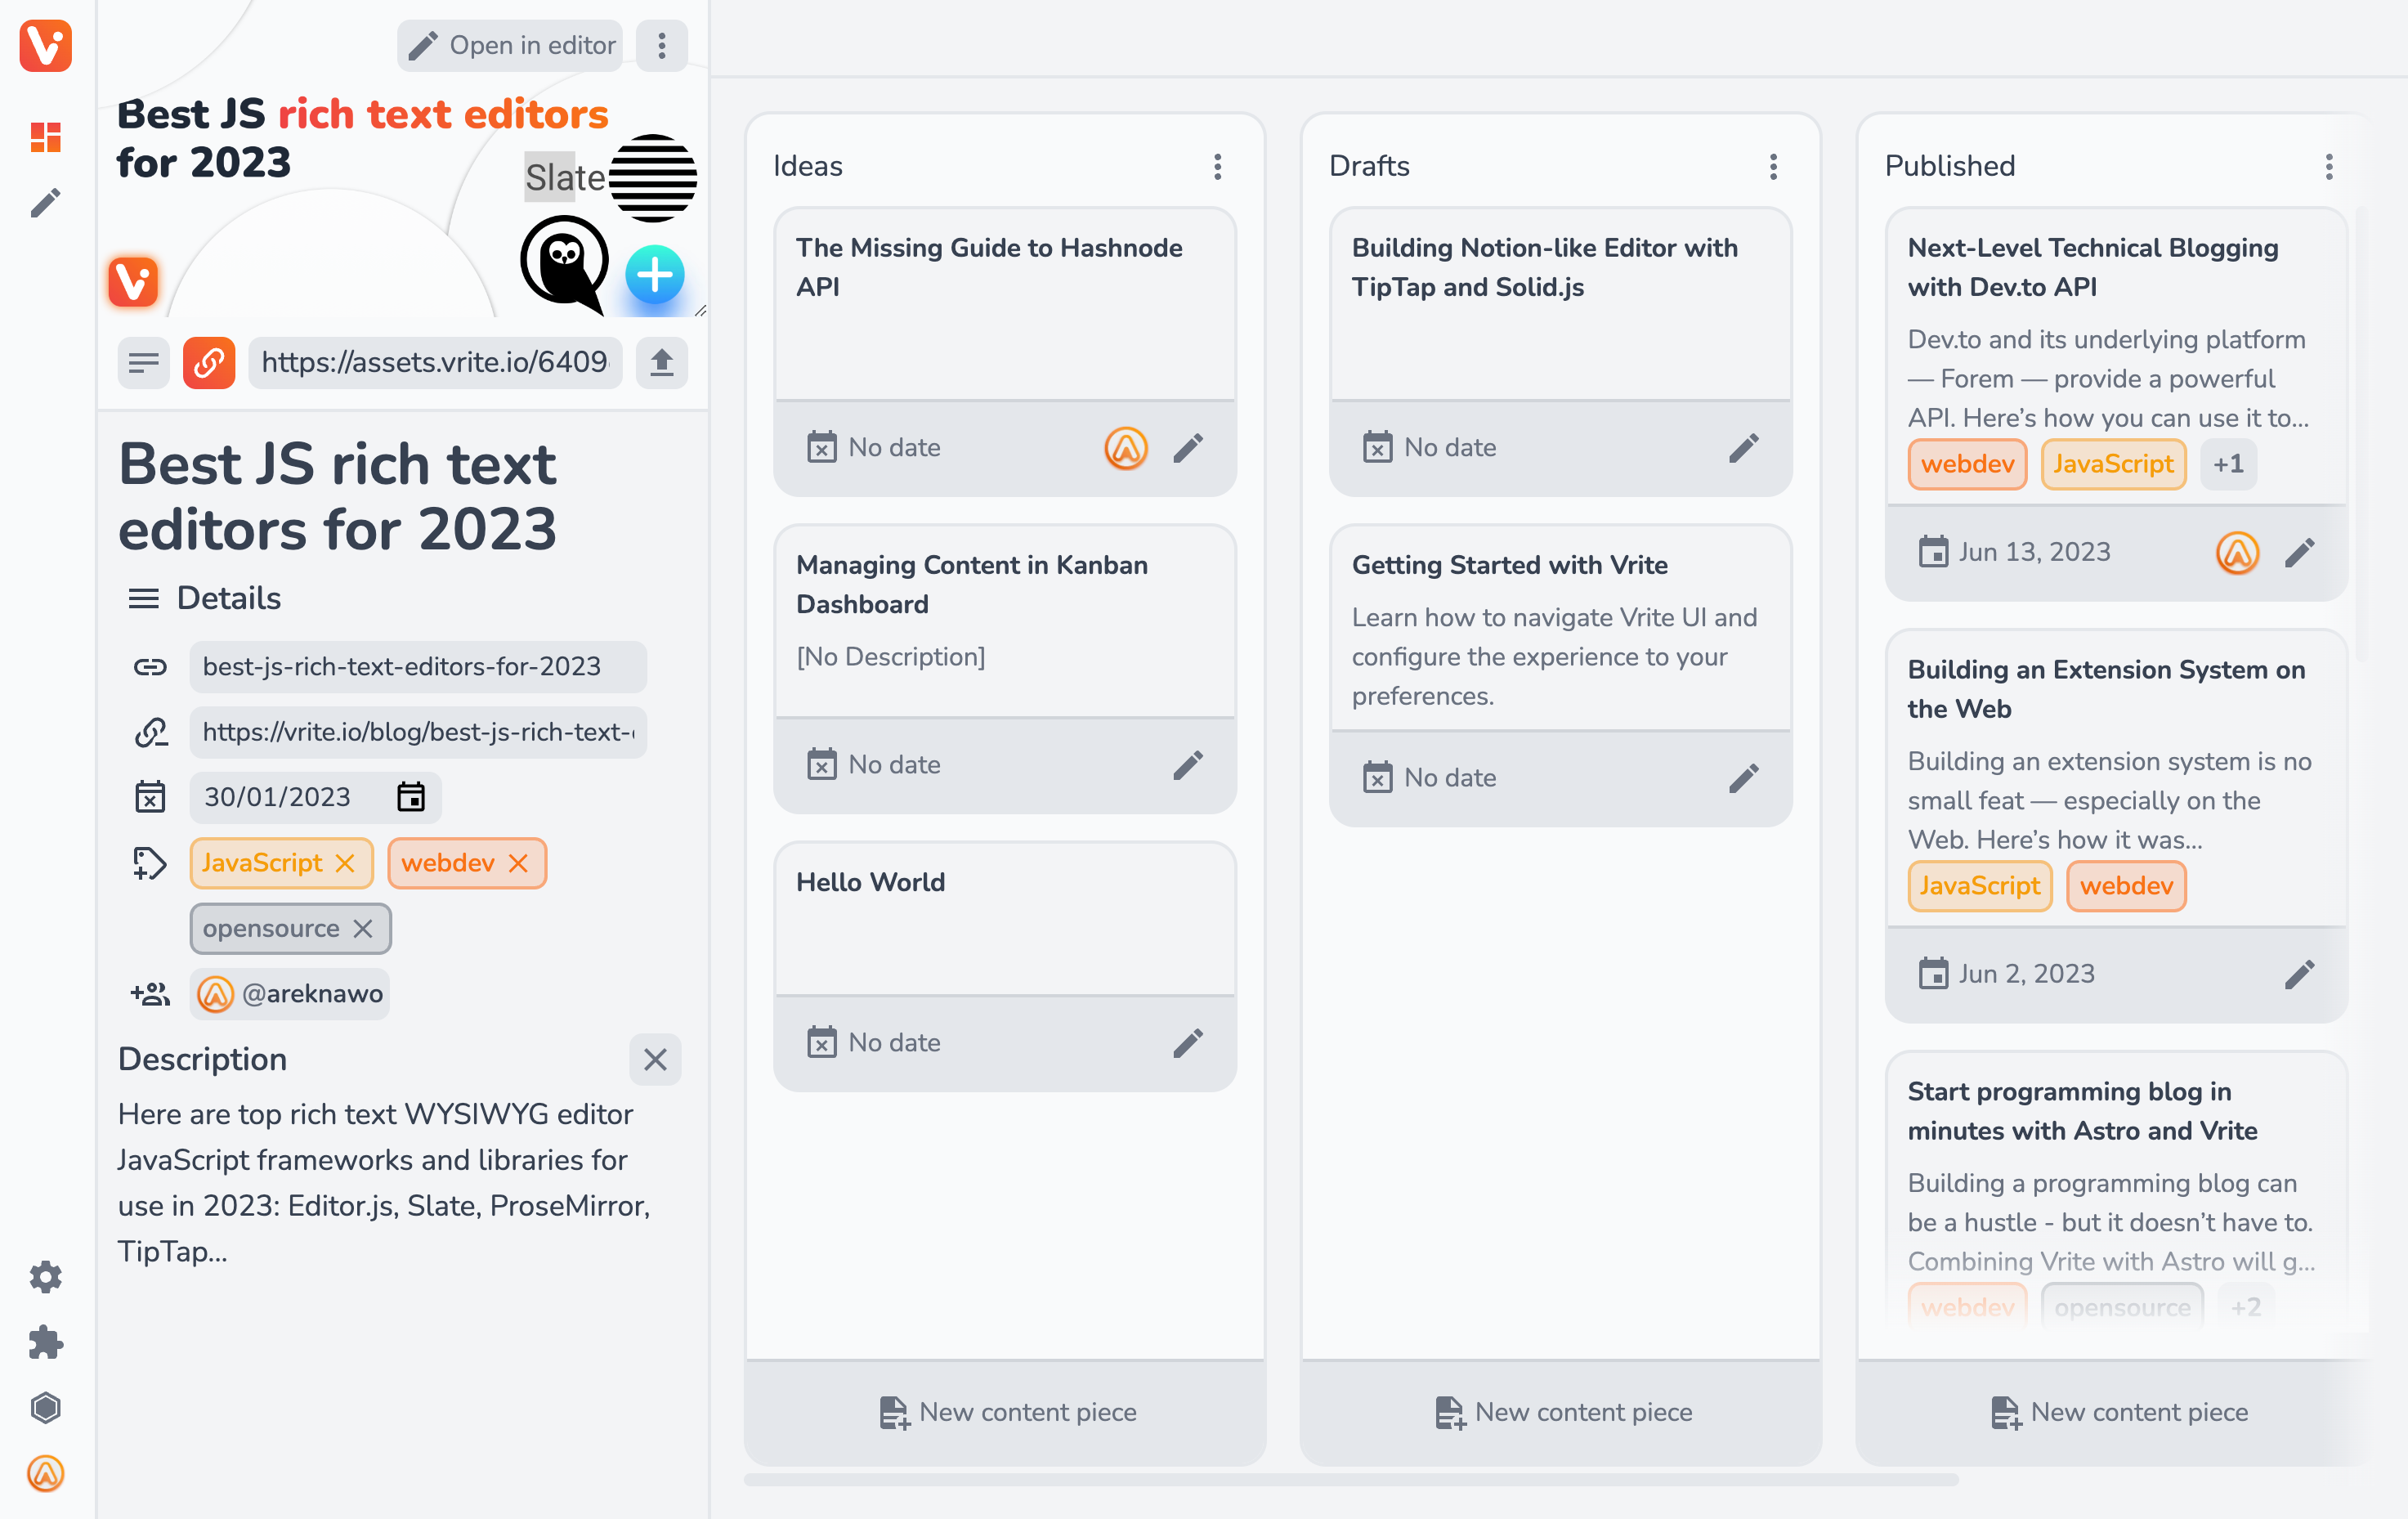 Open in editor
Best JS rich text editors
for 2023
Slate
https://assets.vrite.io/6409
Best JS rich text
editors for 2023
Details
best-js-rich-text-editors-for-2023
https://vrite.io/blog/best-js-rich-text-
30/01/2023
JavaScript
webdev
opensource
@areknawo
Description
Here are top rich text WYSIWYG editor
JavaScript frameworks and libraries for
use in 2023: Editor.js, Slate, ProseMirror,
TipTap...
Ideas
The Missing Guide to Hashnode
API
No date
Managing Content in Kanban
Dashboard
[No Description]
No date
Hello World
No date
New content piece
Drafts
Building Notion-like Editor with
TipTap and Solid.js
No date
Getting Started with Vrite
Learn how to navigate Vrite UI and
configure the experience to your
preferences.
No date
New content piece
Published
Next-Level Technical Blogging
with Dev.to API
Dev.to and its underlying platform
— Forem — provide a powerful
API. Here’s how you can use it to...
webdev JavaScript +1
Jun 13, 2023
Building an Extension System on
the Web
Building an extension system is no
small feat — especially on the
Web. Here’s how it was...
JavaScript webdev
Jun 2, 2023
Start programming blog in
minutes with Astro and Vrite
Building a programming blog can
be a hustle - but it doesn’t have to.
Combining Vrite with Astro will g...
webdev opensource +2
New content piece